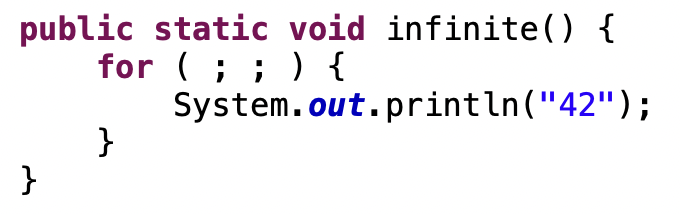 public static void infinite() {
    for ( ; ; ) {
        System.out.println("42");
    }
}